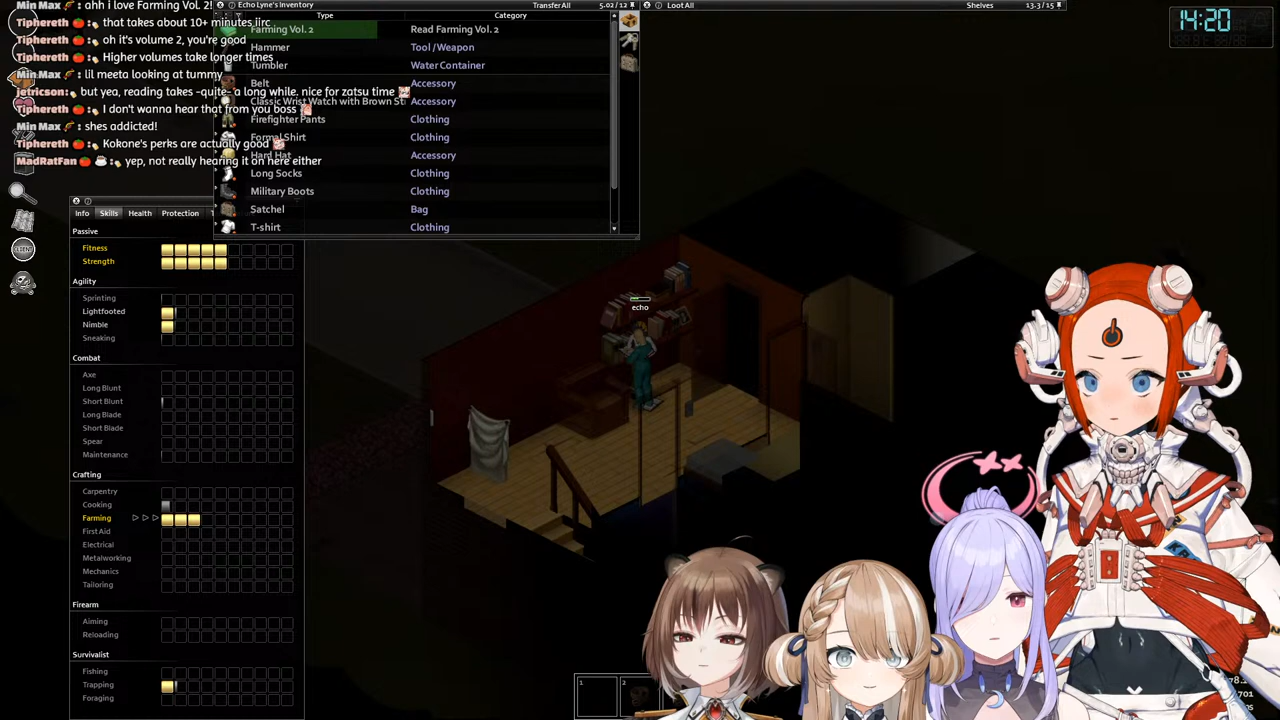 Min Max: ahh i love Farming Vol. 2!
Tiphereth: that takes about 10+ minutes iirc
Tiphereth: oh it's volume 2, you're good
Tiphereth: Higher volumes take longer times
Min Max: lil meeta looking at tummy
jetricson: but yea, reading takes -quite- a long while. nice for zatsu time
Tiphereth: I don't wanna hear that from you boss
Min Max: shes addicted!
Tiphereth: Kokone's perks are actually good
MadRatFan: yep, not really hearing it on here either
Echo Lyne's Inventory
Transfer All
5.02 / 12
Type
Category
Farming Vol. 2
Read Farming Vol. 2
Hammer
Tool / Weapon
Tumbler
Water Container
Belt
Accessory
Classic Wrist Watch with Brown St
Accessory
Firefighter Pants
Clothing
Formal Shirt
Clothing
Hard Hat
Accessory
Long Socks
Clothing
Military Boots
Clothing
Satchel
Bag
T-shirt
Clothing
Loot All
Shelves
13.3 / 15
14:20
Info
Skills
Health
Protection
Passive
Fitness
Strength
Agility
Sprinting
Lightfooted
Nimble
Sneaking
Combat
Axe
Long Blunt
Short Blunt
Long Blade
Short Blade
Spear
Maintenance
Crafting
Carpentry
Cooking
Farming
First Aid
Electrical
Metalworking
Mechanics
Tailoring
Firearm
Aiming
Reloading
Survivalist
Fishing
Trapping
Foraging
echo
1
2